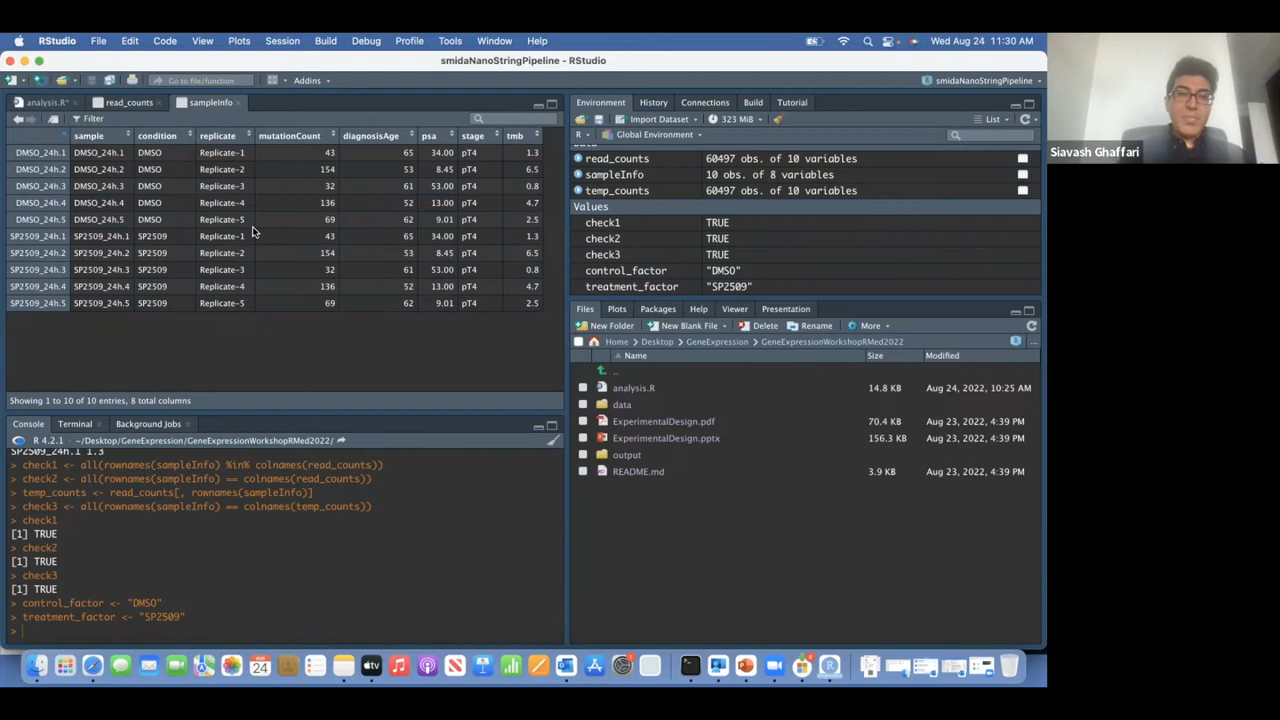 RStudio File Edit Code View Plots Session Build Debug Profile Tools Window Help Wed Aug 24 11:30 AM
smidaNanoStringPipeline - RStudio
Go to file/function Addins smidaNanoStringPipeline
analysis.R* read_counts sampleInfo
Filter
sample condition replicate mutationCount diagnosisAge psa stage tmb
DMSO_24h.1 DMSO_24h.1 DMSO Replicate-1 43 65 34.00 pT4 1.3
DMSO_24h.2 DMSO_24h.2 DMSO Replicate-2 154 53 8.45 pT4 6.5
DMSO_24h.3 DMSO_24h.3 DMSO Replicate-3 32 61 53.00 pT4 0.8
DMSO_24h.4 DMSO_24h.4 DMSO Replicate-4 136 52 13.00 pT4 4.7
DMSO_24h.5 DMSO_24h.5 DMSO Replicate-5 69 62 9.01 pT4 2.5
SP2509_24h.1 SP2509_24h.1 SP2509 Replicate-1 43 65 34.00 pT4 1.3
SP2509_24h.2 SP2509_24h.2 SP2509 Replicate-2 154 53 8.45 pT4 6.5
SP2509_24h.3 SP2509_24h.3 SP2509 Replicate-3 32 61 53.00 pT4 0.8
SP2509_24h.4 SP2509_24h.4 SP2509 Replicate-4 136 52 13.00 pT4 4.7
SP2509_24h.5 SP2509_24h.5 SP2509 Replicate-5 69 62 9.01 pT4 2.5
Showing 1 to 10 of 10 entries, 8 total columns
Console Terminal Background Jobs
R 4.2.1 · ~/Desktop/GeneExpression/GeneExpressionWorkshopRMed2022/
SP2509_24h.1 1.3
> check1 <- all(rownames(sampleInfo) %in% colnames(read_counts))
> check2 <- all(rownames(sampleInfo) == colnames(read_counts))
> temp_counts <- read_counts[, rownames(sampleInfo)]
> check3 <- all(rownames(sampleInfo) == colnames(temp_counts))
> check1
[1] TRUE
> check2
[1] TRUE
> check3
[1] TRUE
> control_factor <- "DMSO"
> treatment_factor <- "SP2509"
>
Environment History Connections Build Tutorial
Import Dataset 323 MiB List
R Global Environment
Data
read_counts 60497 obs. of 10 variables
sampleInfo 10 obs. of 8 variables
temp_counts 60497 obs. of 10 variables
Values
check1 TRUE
check2 TRUE
check3 TRUE
control_factor "DMSO"
treatment_factor "SP2509"
Files Plots Packages Help Viewer Presentation
New Folder New Blank File Delete Rename More
Home Desktop GeneExpression GeneExpressionWorkshopRMed2022 ...
Name Size Modified
..
analysis.R 14.8 KB Aug 24, 2022, 10:25 AM
data
ExperimentalDesign.pdf 70.4 KB Aug 23, 2022, 4:39 PM
ExperimentalDesign.pptx 156.3 KB Aug 23, 2022, 4:39 PM
output
README.md 3.9 KB Aug 23, 2022, 4:39 PM
Siavash Ghaffari